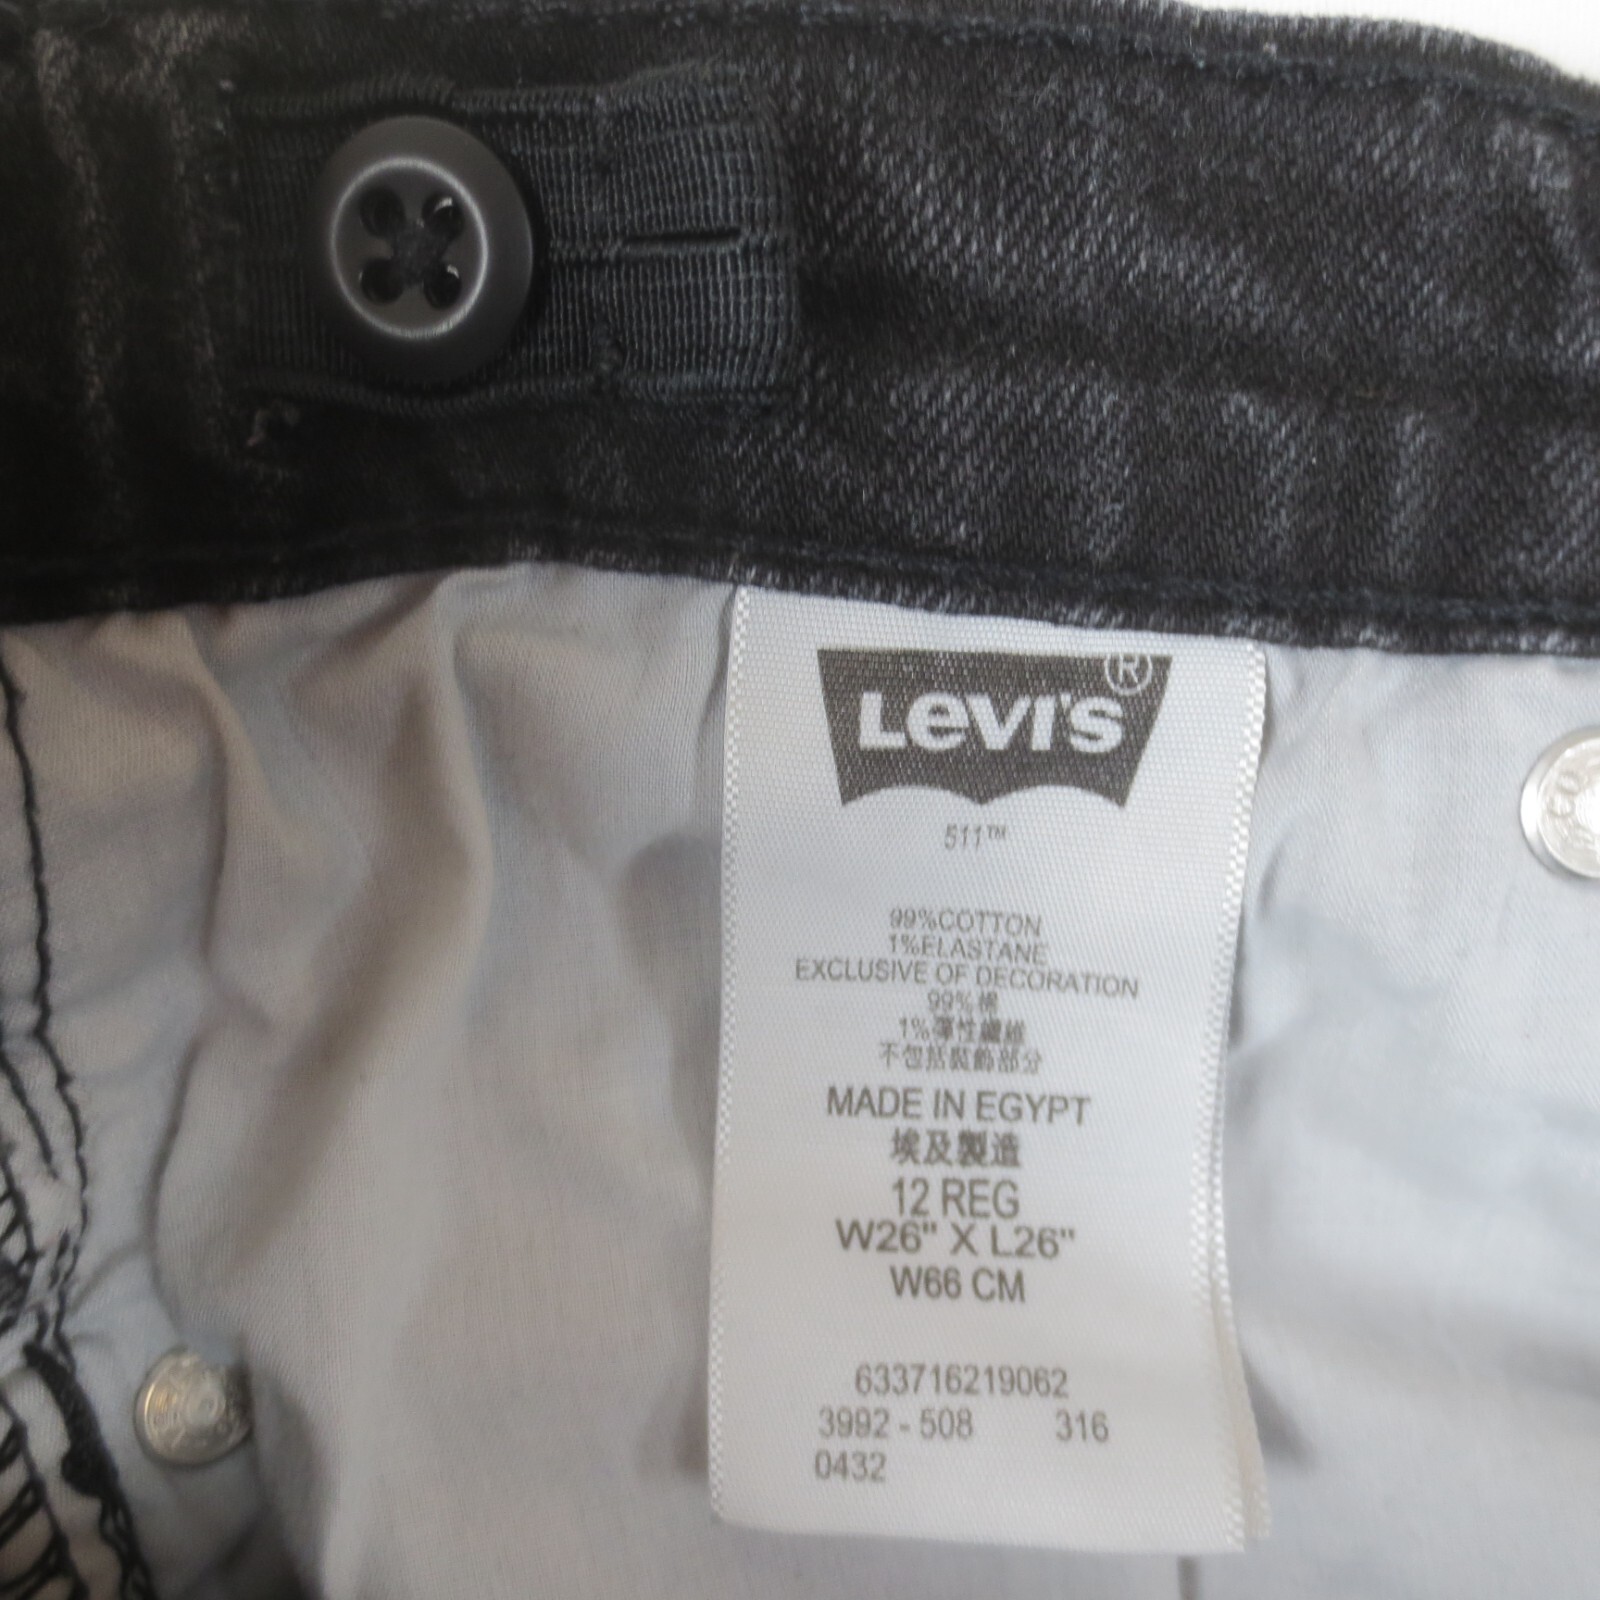 LEVI'S®
511™
99%COTTON
1%ELASTANE
EXCLUSIVE OF DECORATION
99%棉
1%彈性纖維
不包括裝飾部分
MADE IN EGYPT
埃及製造
12 REG
W26" X L26"
W66 CM
633716219062
3992 - 508 316
0432